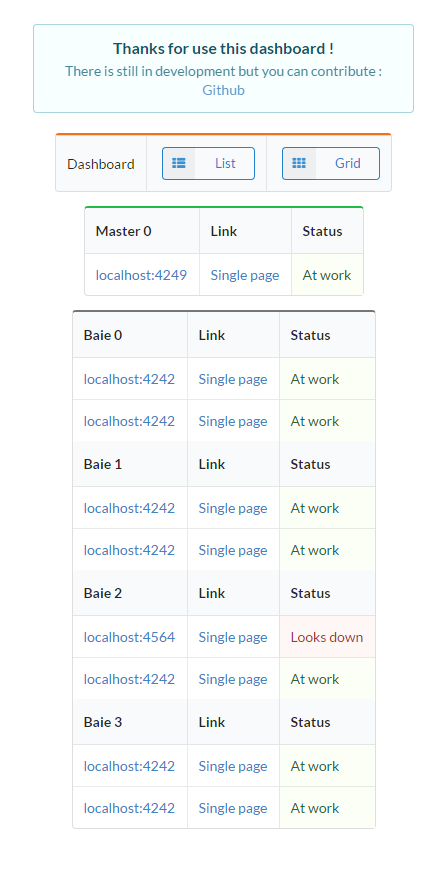 Thanks for use this dashboard !
There is still in development but you can contribute :
Github
Dashboard List Grid
Master 0 Link Status
localhost:4249 Single page At work
Baie 0 Link Status
localhost:4242 Single page At work
localhost:4242 Single page At work
Baie 1 Link Status
localhost:4242 Single page At work
localhost:4242 Single page At work
Baie 2 Link Status
localhost:4564 Single page Looks down
localhost:4242 Single page At work
Baie 3 Link Status
localhost:4242 Single page At work
localhost:4242 Single page At work